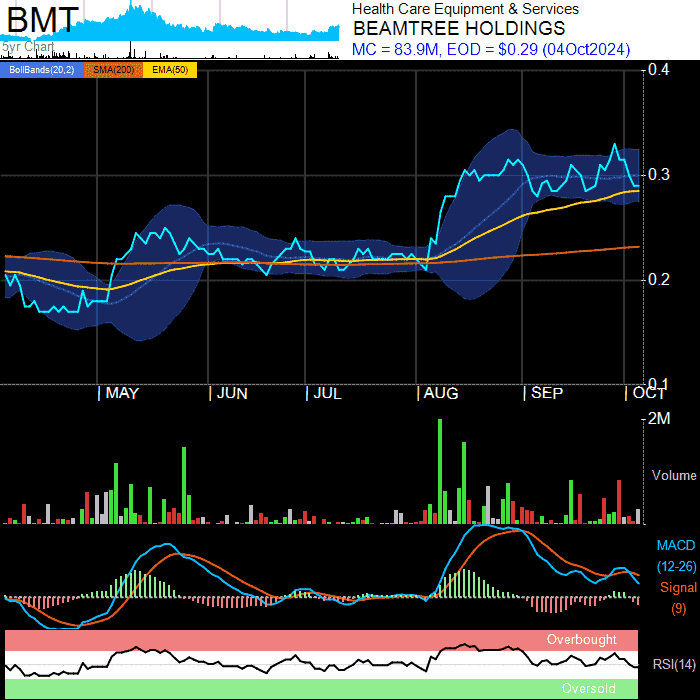 BMT
5yr Chart
Health Care Equipment & Services
BEAMTREE HOLDINGS
MC = 83.9M, EOD = $0.29 (04Oct2024)
BollBands(20,2) SMA(200) EMA(50)
0.4
0.3
0.2
0.1
MAY JUN JUL AUG SEP OCT
2M
Volume
MACD
(12-26)
Signal
(9)
Overbought
RSI(14)
Oversold